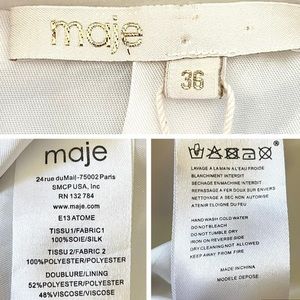 maje
36
maje
24 rue du Mail-75002 Paris
SMCP USA, Inc
RN 132 784
www.maje.com
E13 ATOME
TISSU1/FABRIC1
100%SOIE/SILK
TISSU 2/FABRIC 2
100%POLYESTER/POLYESTER
DOUBLURE/LINING
52%POLYESTER/POLYESTER
48%VISCOSE/VISCOSE
LAVAGE A LA MAIN A L'EAU FROIDE
BLANCHIMENT INTERDIT
SECHAGE EN MACHINE INTERDIT
REPASSAGE A FER DOUX SUR ENVERS
NETTOYAGE A SEC NON AUTORISE
A TENIR ELOIGNE DU FEU
HAND WASH COLD WATER
DO NOT BLEACH
DO NOT TUMBLE DRY
IRON ON REVERSE SIDE
DRY CLEANING NOT ALLOWED
KEEP AWAY FROM FIRE
MADE IN CHINA
MODELE DEPOSE